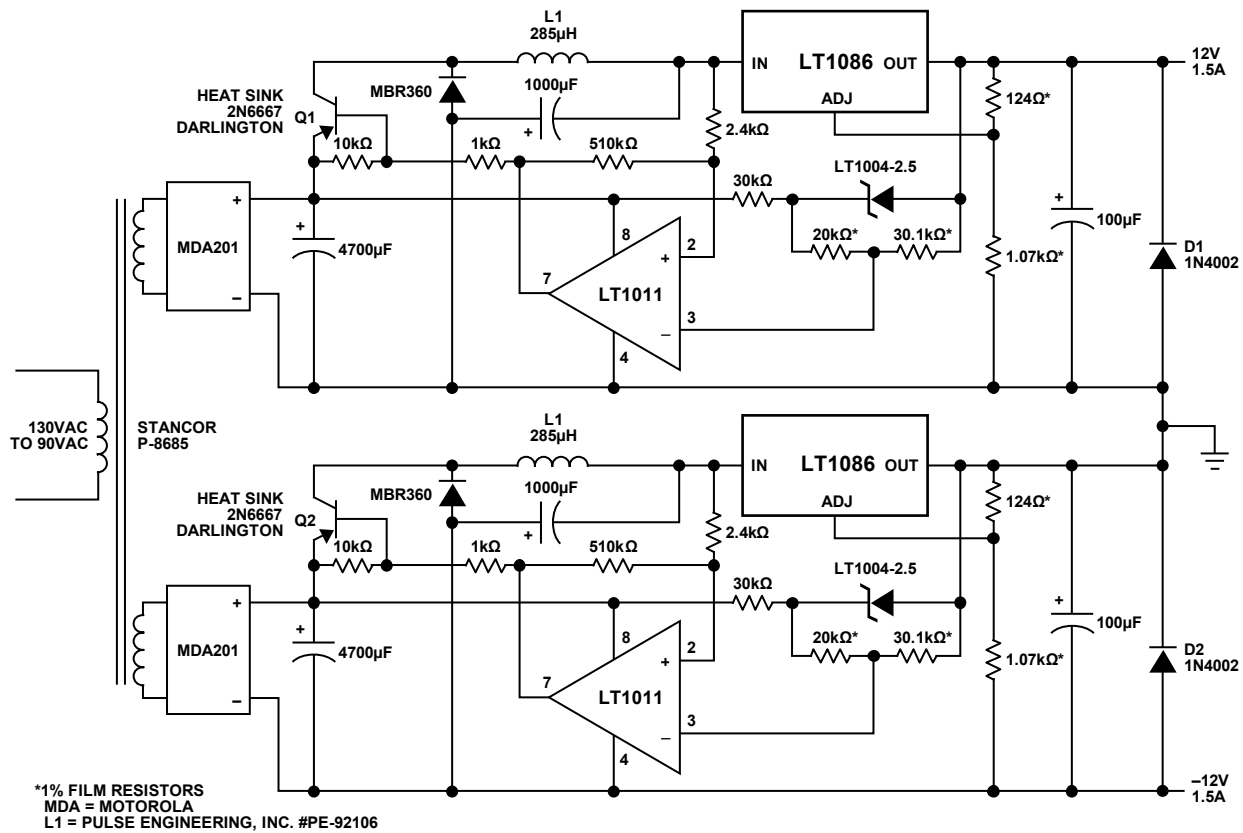 L1
285µH
IN
LT1086
OUT
ADJ
12V
1.5A
MBR360
1000µF
+
HEAT SINK
2N6667
DARLINGTON
Q1
10kΩ
1kΩ
510kΩ
2.4kΩ
124Ω*
LT1004-2.5
30kΩ
20kΩ*
30.1kΩ*
1.07kΩ*
+
100µF
D1
1N4002
+
MDA201
–
+
4700µF
8
2
+
7
LT1011
3
–
4
130VAC
TO 90VAC
STANCOR
P-8685
L1
285µH
IN
LT1086
OUT
ADJ
MBR360
1000µF
+
HEAT SINK
2N6667
DARLINGTON
Q2
10kΩ
1kΩ
510kΩ
2.4kΩ
124Ω*
LT1004-2.5
30kΩ
20kΩ*
30.1kΩ*
1.07kΩ*
+
100µF
D2
1N4002
+
MDA201
–
+
4700µF
8
2
+
7
LT1011
3
–
4
–12V
1.5A
*1% FILM RESISTORS
MDA = MOTOROLA
L1 = PULSE ENGINEERING, INC. #PE-92106